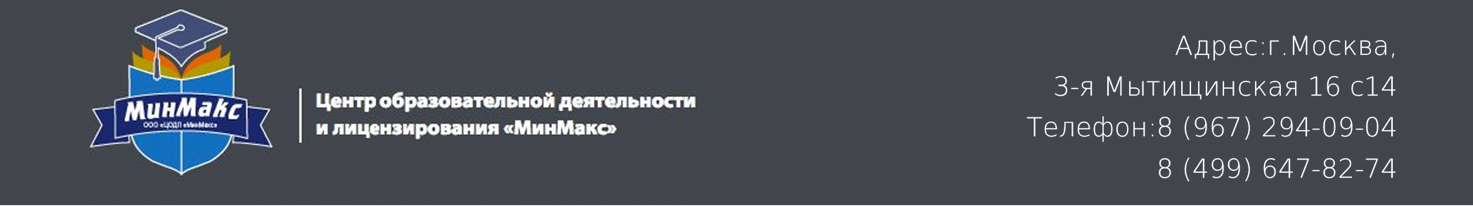 МинМакс
ООО «ЦОДЛ «МинМакс»
Центр образовательной деятельности
и лицензирования «МинМакс»
Адрес:г.Москва,
3-я Мытищинская 16 с14
Телефон:8 (967) 294-09-04
8 (499) 647-82-74